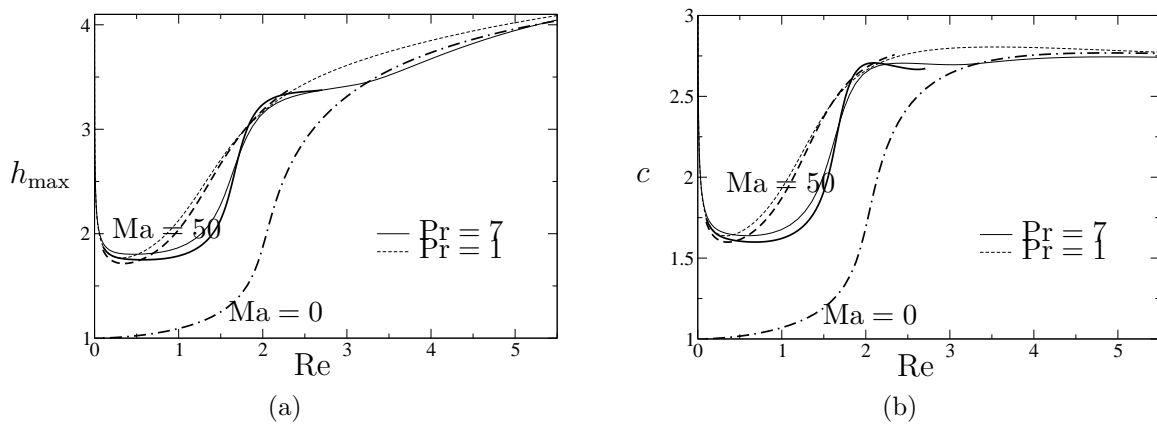 4
3
h_max
2
1
Ma = 50
Ma = 0
Pr = 7
Pr = 1
0 1 2 3 4 5
Re
(a)
3
2.5
c
2
1.5
1
Ma = 50
Ma = 0
Pr = 7
Pr = 1
0 1 2 3 4 5
Re
(b)